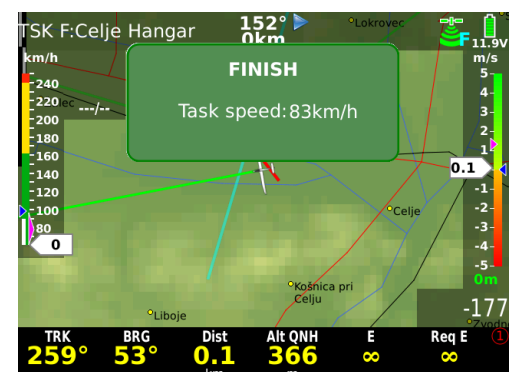 TSK F:Celje Hangar
152°
0km
Lokrovec
F
11.9V
km/h
m/s
FINISH
Task speed:83km/h
240
220
200
180
160
140
120
100
80
0
--‑/--
5
4
3
2
1
0.1
-1
-2
-3
-4
-5
0m
Celje
Košnica pri
Celju
Liboje
-177
TRK
BRG
Dist
Alt QNH
E
Req E
1
259°
53°
0.1
366
∞
∞